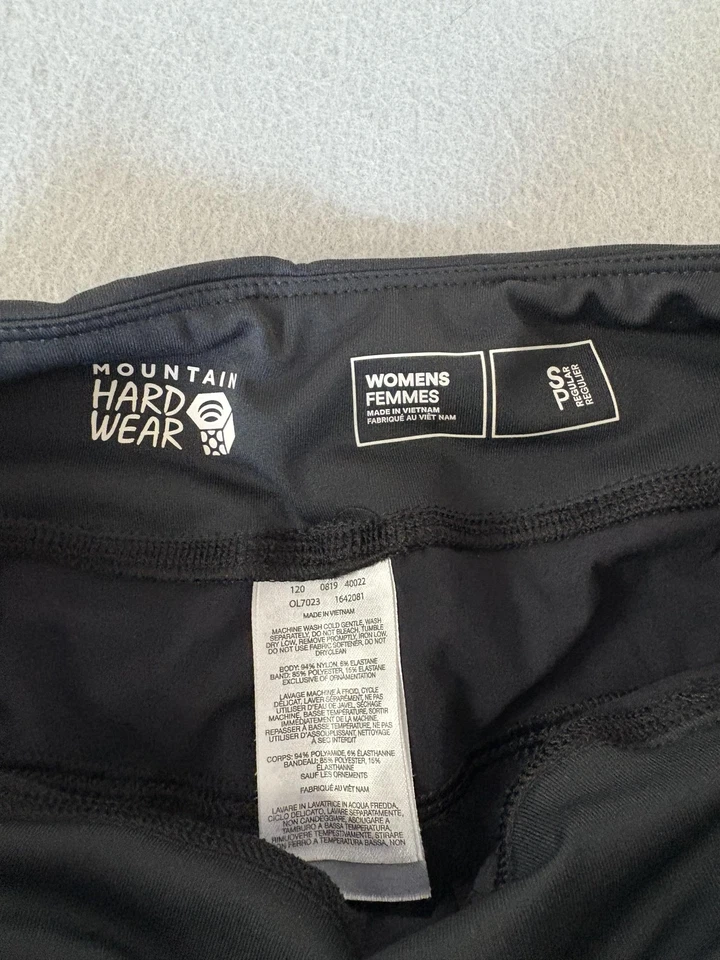 MOUNTAIN
HARD
WEAR
WOMENS
FEMMES
MADE IN VIETNAM
FABRIQUÉ AU VIÊT NAM
S
P
REGULAR
REGULIER
120 0819 40022
OL7023 1642081
MADE IN VIETNAM
MACHINE WASH COLD GENTLE, WASH
SEPARATELY, DO NOT BLEACH, TUMBLE
DRY LOW, REMOVE PROMPTLY, IRON LOW,
DO NOT USE FABRIC SOFTENER, DO NOT
DRYCLEAN
BODY: 94% NYLON, 6% ELASTANE
BAND: 85% POLYESTER, 15% ELASTANE
EXCLUSIVE OF ORNAMENTATION
LAVAGE MACHINE À FROID, CYCLE
DÉLICAT, LAVER SÉPARÉMENT, NE PAS
UTILISER D'EAU DE JAVEL, SÉCHAGE
MACHINE, BASSE TEMPÉRATURE, SORTIR
IMMÉDIATEMENT DE LA MACHINE,
REPASSER À BASSE TEMPÉRATURE, NE PAS
UTILISER D'ASSOUPLISSANT, NETTOYAGE
À SEC INTERDIT
CORPS: 94% POLYAMIDE, 6% ÉLASTHANNE
BANDEAU: 85% POLYESTER, 15%
ÉLASTHANNE
SAUF LES ORNEMENTS
FABRIQUÉ AU VIÊT NAM
LAVARE IN LAVATRICE IN ACQUA FREDDA,
CICLO DELICATO, LAVARE SEPARATAMENTE,
NON CANDEGGIARE, ASCIUGARE A
TAMBURO A BASSA TEMPERATURA,
RIMUOVERE TEMPESTIVAMENTE, STIRARE
CON FERRO A TEMPERATURA BASSA, NON